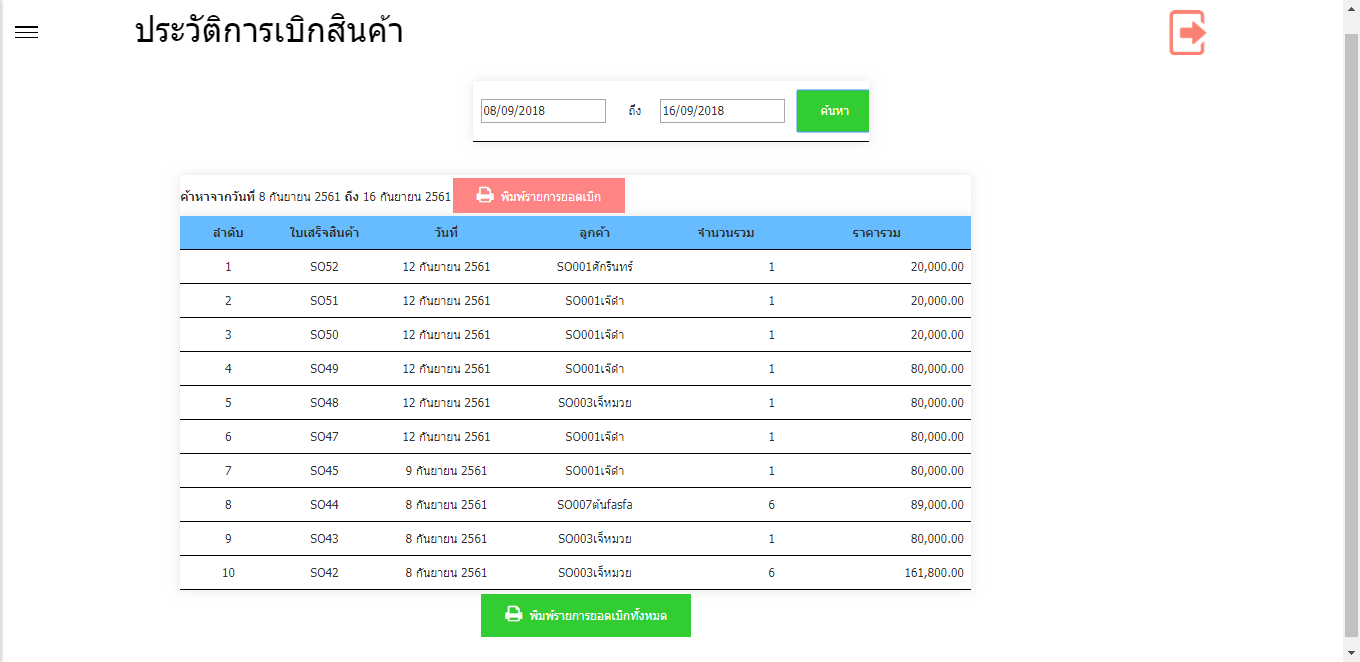 ประวัติการเบิกสินค้า
08/09/2018 ถึง 16/09/2018 ค้นหา
ค้าหาจากวันที่ 8 กันยายน 2561 ถึง 16 กันยายน 2561 พิมพ์รายการยอดเบิก
ลำดับ ใบเสร็จสินค้า วันที่ ลูกค้า จำนวนรวม ราคารวม
1 SO52 12 กันยายน 2561 SO001ศักรินทร์ 1 20,000.00
2 SO51 12 กันยายน 2561 SO001เจ๊ดำ 1 20,000.00
3 SO50 12 กันยายน 2561 SO001เจ๊ดำ 1 20,000.00
4 SO49 12 กันยายน 2561 SO001เจ๊ดำ 1 80,000.00
5 SO48 12 กันยายน 2561 SO003เจ็หมวย 1 80,000.00
6 SO47 12 กันยายน 2561 SO001เจ๊ดำ 1 80,000.00
7 SO45 9 กันยายน 2561 SO001เจ๊ดำ 1 80,000.00
8 SO44 8 กันยายน 2561 SO007ต้นfasfa 6 89,000.00
9 SO43 8 กันยายน 2561 SO003เจ็หมวย 1 80,000.00
10 SO42 8 กันยายน 2561 SO003เจ็หมวย 6 161,800.00
พิมพ์รายการยอดเบิกทั้งหมด